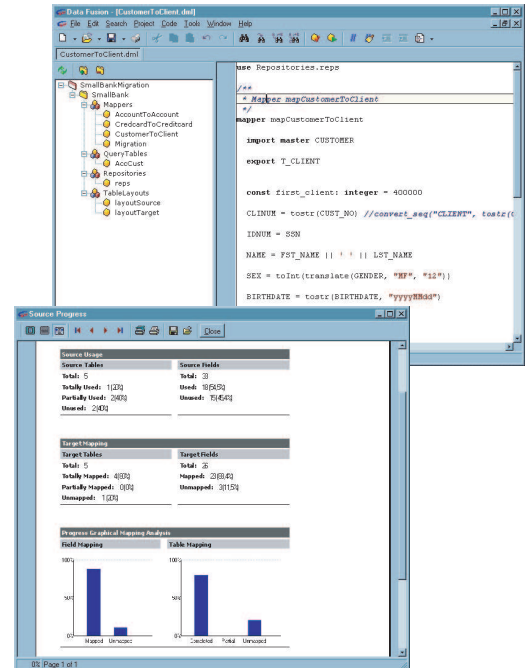 Data Fusion - [CustomerToClient.dml]
File Edit Search Project Code Tools Window Help
CustomerToClient.dml
SmallBankMigration
SmallBank
Mappers
AccountToAccount
CredcardToCreditcard
CustomerToClient
Migration
QueryTables
AccCust
Repositories
reps
TableLayouts
layoutSource
layoutTarget
use Repositories.reps
/**
* Mapper mapCustomerToClient
*/
mapper mapCustomerToClient
import master CUSTOMER
export T_CLIENT
const first_client: integer = 400000
CLINUM = tostr(CUST_NO) //convert_seq("CLIENT", tostr(
IDNUM = SSN
NAME = FST_NAME || ' ' || LST_NAME
SEX = toInt(translate(GENDER, "MF", "12"))
BIRTHDATE = tostr(BIRTHDATE, "yyyyMMdd")
Source Progress
Close
Source Usage
Source Tables Source Fields
Total: 5 Total: 33
Totally Used: 1(20%) Used: 18(54,5%)
Partially Used: 2(40%) Unused: 15(45,4%)
Unused: 2(40%)
Target Mapping
Target Tables Target Fields
Total: 5 Total: 26
Totally Mapped: 4(80%) Mapped: 23(88,4%)
Partially Mapped: 0(0%) Unmapped: 3(11,5%)
Unmapped: 1(20%)
Progress Graphical Mapping Analysis
Field Mapping Table Mapping
100% 100%
50% 50%
0% 0%
Mapped Unmapped Completed Partial Unmapped
0% Page 1 of 1